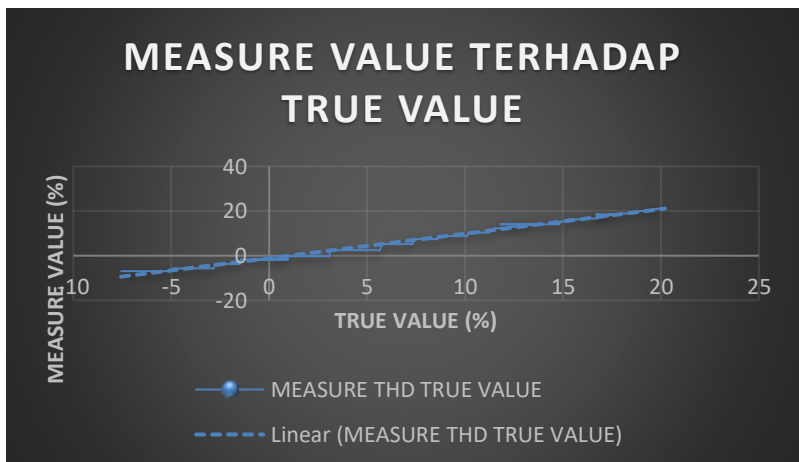 MEASURE VALUE TERHADAP
TRUE VALUE
MEASURE VALUE (%)
40
20
0
-20
-10
-5
0
5
10
15
20
25
TRUE VALUE (%)
MEASURE THD TRUE VALUE
Linear (MEASURE THD TRUE VALUE)